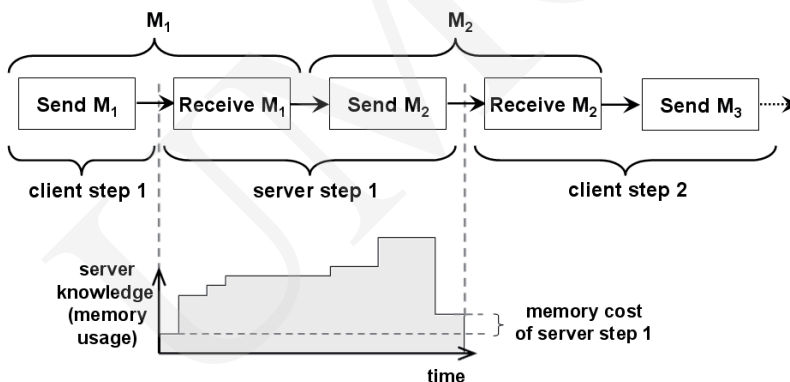 M₁ M₂
Send M₁ Receive M₁ Send M₂ Receive M₂ Send M₃
client step 1 server step 1 client step 2
server
knowledge
(memory
usage)
memory cost
of server step 1
time